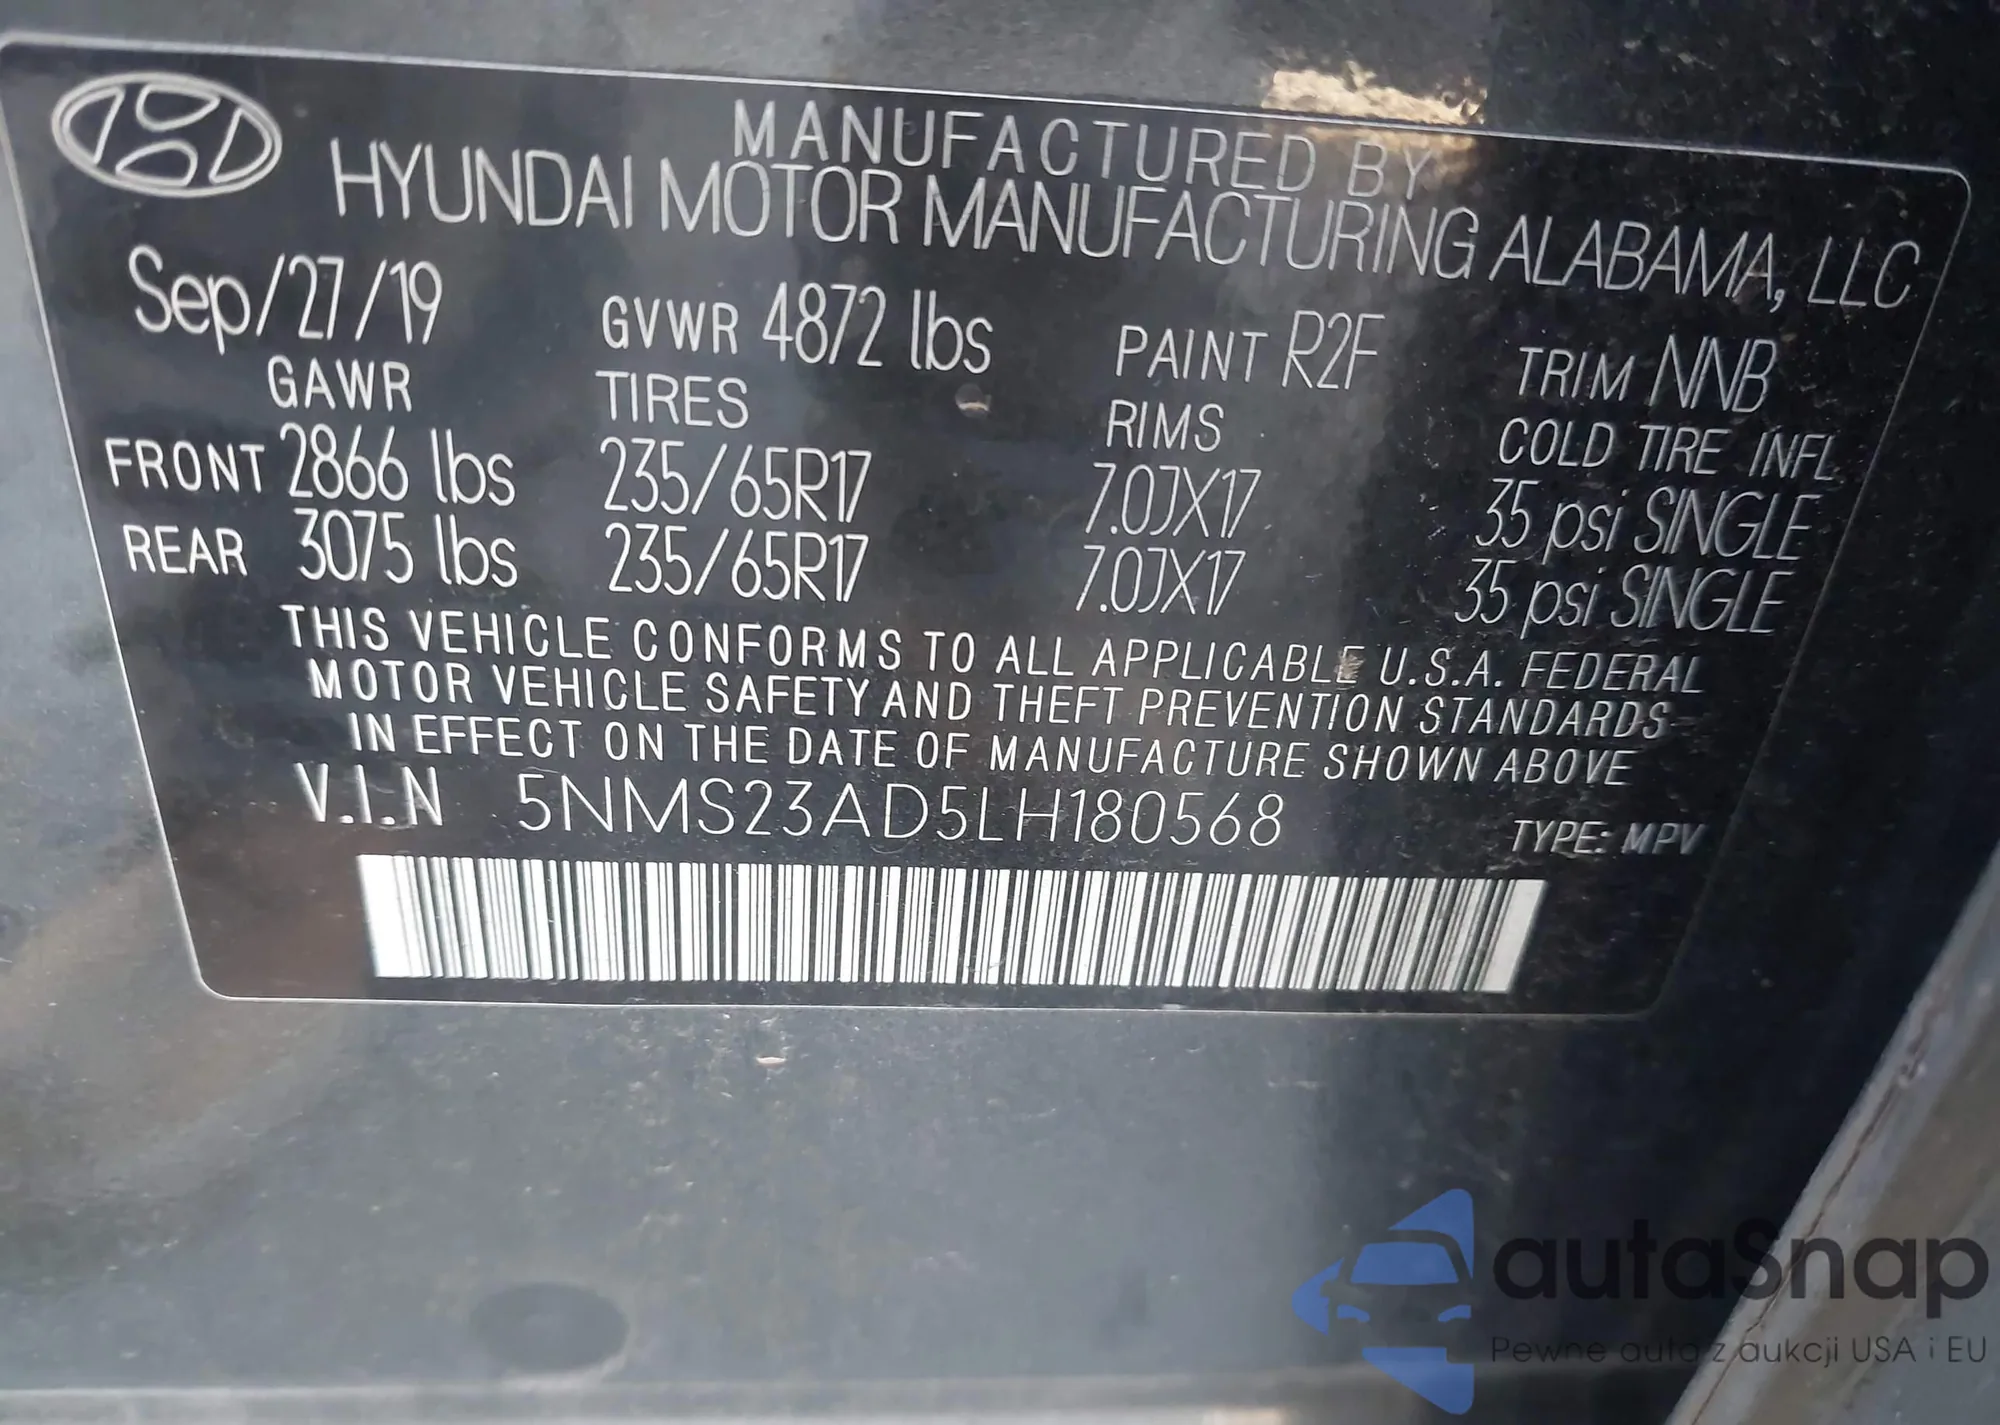 MANUFACTURED BY
HYUNDAI MOTOR MANUFACTURING ALABAMA, LLC
Sep/27/19 GVWR 4872 lbs PAINT R2F TRIM NNB
GAWR TIRES RIMS COLD TIRE INFL.
FRONT 2866 lbs 235/65R17 7.0JX17 35 psi SINGLE
REAR 3075 lbs 235/65R17 7.0JX17 35 psi SINGLE
THIS VEHICLE CONFORMS TO ALL APPLICABLE U.S.A. FEDERAL
MOTOR VEHICLE SAFETY AND THEFT PREVENTION STANDARDS
IN EFFECT ON THE DATE OF MANUFACTURE SHOWN ABOVE
V.I.N 5NMS23AD5LH180568 TYPE: MPV
autaSnap
Pewne auta z aukcji USA i EU